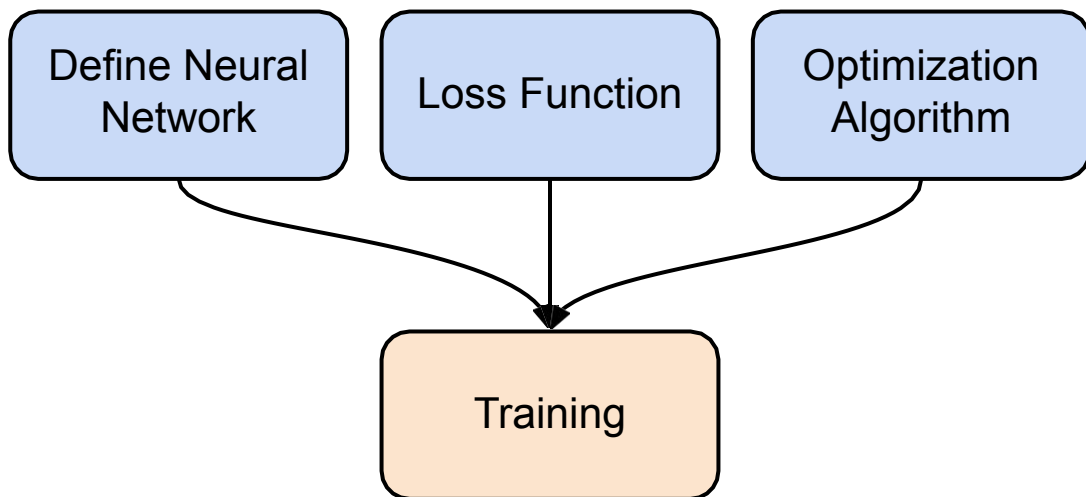 Define Neural
Network
Loss Function
Optimization
Algorithm
Training